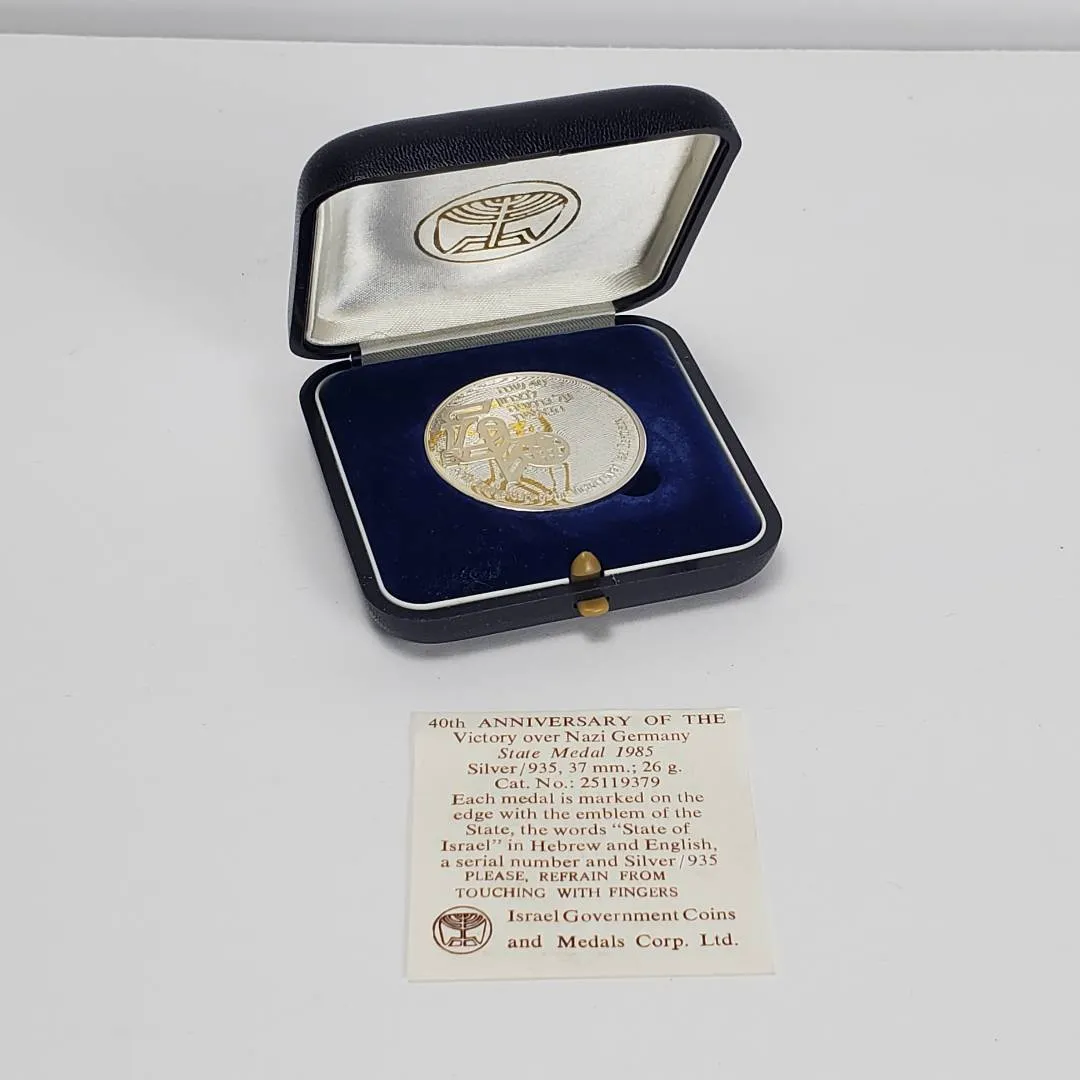 40 שנה
לנצחון
40th ANNIVERSARY OF THE
Victory over Nazi Germany
State Medal 1985
Silver/935, 37 mm.; 26 g.
Cat. No.: 25119379
Each medal is marked on the
edge with the emblem of the
State, the words “State of
Israel” in Hebrew and English,
a serial number and Silver/935
PLEASE, REFRAIN FROM
TOUCHING WITH FINGERS
Israel Government Coins
and Medals Corp. Ltd.